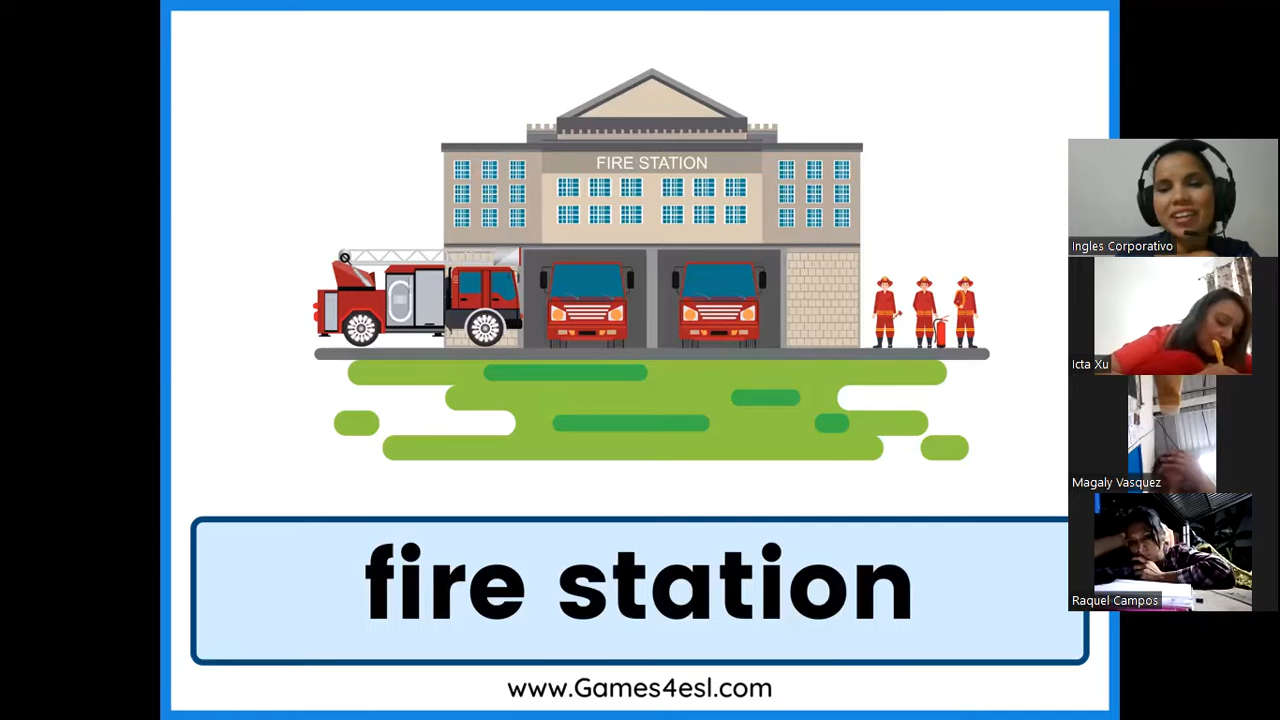 FIRE STATION
fire station
www.Games4esl.com
Ingles Corporativo
Icta Xu
Magaly Vasquez
Raquel Campos